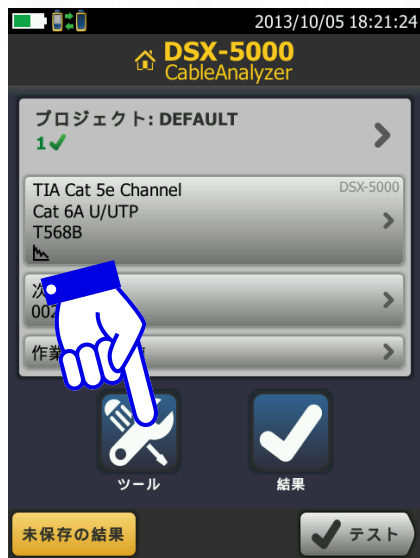 2013/10/05 18:21:24
DSX-5000
CableAnalyzer
プロジェクト: DEFAULT
1
TIA Cat 5e Channel
DSX-5000
Cat 6A U/UTP
T568B
次
002
作業
ツール
結果
未保存の結果
テスト